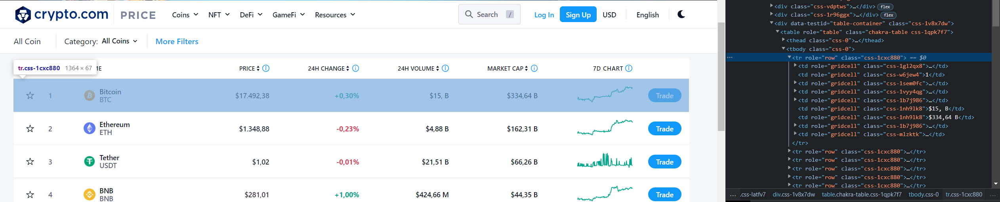 crypto.com PRICE Coins NFT DeFi GameFi Resources Search / Log In Sign Up USD English
All Coin Category: All Coins More Filters
tr.css-1cxc880 1364 × 67 ME PRICE 24H CHANGE 24H VOLUME MARKET CAP 7D CHART
1 Bitcoin BTC $17.492,38 +0,30% $15, B $334,64 B Trade
2 Ethereum ETH $1.348,88 -0,23% $4,88 B $162,31 B Trade
3 Tether USDT $1,02 -0,01% $21,51 B $66,26 B Trade
4 BNB BNB $281,01 +1,00% $424,66 M $44,35 B Trade
<div class="css-vdptws">…</div> flex
<div class="css-1r96ggx">…</div> flex
<div data-testid="table-container" class="css-1v8x7dw">
<table role="table" class="chakra-table css-1qpk7f7">
<thead class="css-0">…</thead>
<tbody class="css-0">
… <tr role="row" class="css-1cxc880"> == $0
<td role="gridcell" class="css-1gl2qx8">…</td>
<td role="gridcell" class="css-w6jew4">1</td>
<td role="gridcell" class="css-1sem0fc">…</td>
<td role="gridcell" class="css-1vyy4qg">…</td>
<td role="gridcell" class="css-1b7j986">…</td>
<td role="gridcell" class="css-1nh9lk8">$15, B</td>
<td role="gridcell" class="css-1nh9lk8">$334,64 B</td>
<td role="gridcell" class="css-1b7j986">…</td>
<td role="gridcell" class="css-mlzktk">…</td>
</tr>
<tr role="row" class="css-1cxc880">…</tr>
<tr role="row" class="css-1cxc880">…</tr>
<tr role="row" class="css-1cxc880">…</tr>
<tr role="row" class="css-1cxc880">…</tr>
<tr role="row" class="css-1cxc880">…</tr>
… .css-latfv7 div.css-1v8x7dw table.chakra-table.css-1qpk7f7 tbody.css-0 tr.css-1cxc880 …